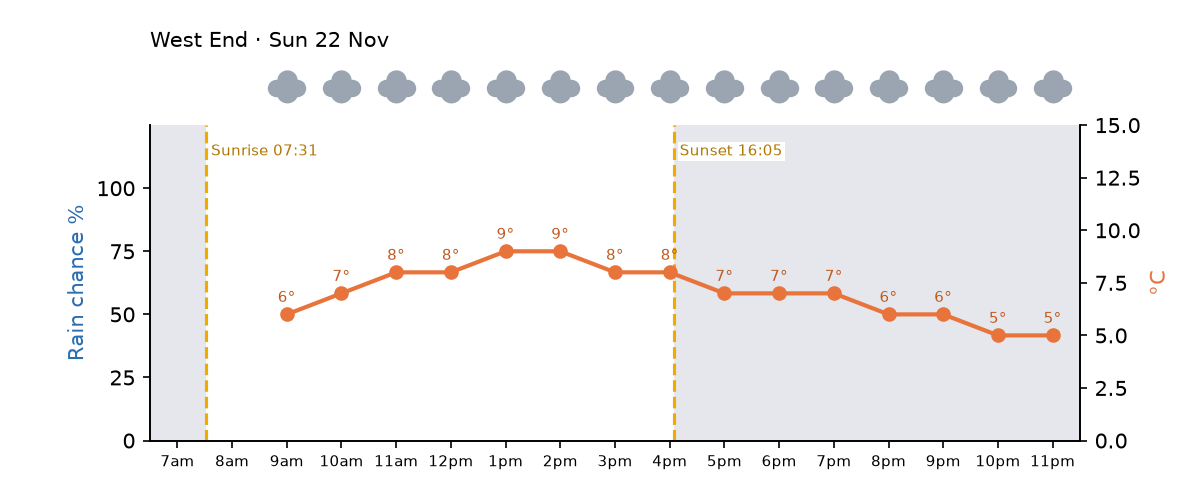 West End · Sun 22 Nov
Sunrise 07:31
Sunset 16:05
Rain chance %
100
75
50
25
0
6° 7° 8° 8° 9° 9° 8° 8° 7° 7° 7° 6° 6° 5° 5°
15.0
12.5
10.0
7.5
5.0
2.5
0.0
°C
7am 8am 9am 10am 11am 12pm 1pm 2pm 3pm 4pm 5pm 6pm 7pm 8pm 9pm 10pm 11pm